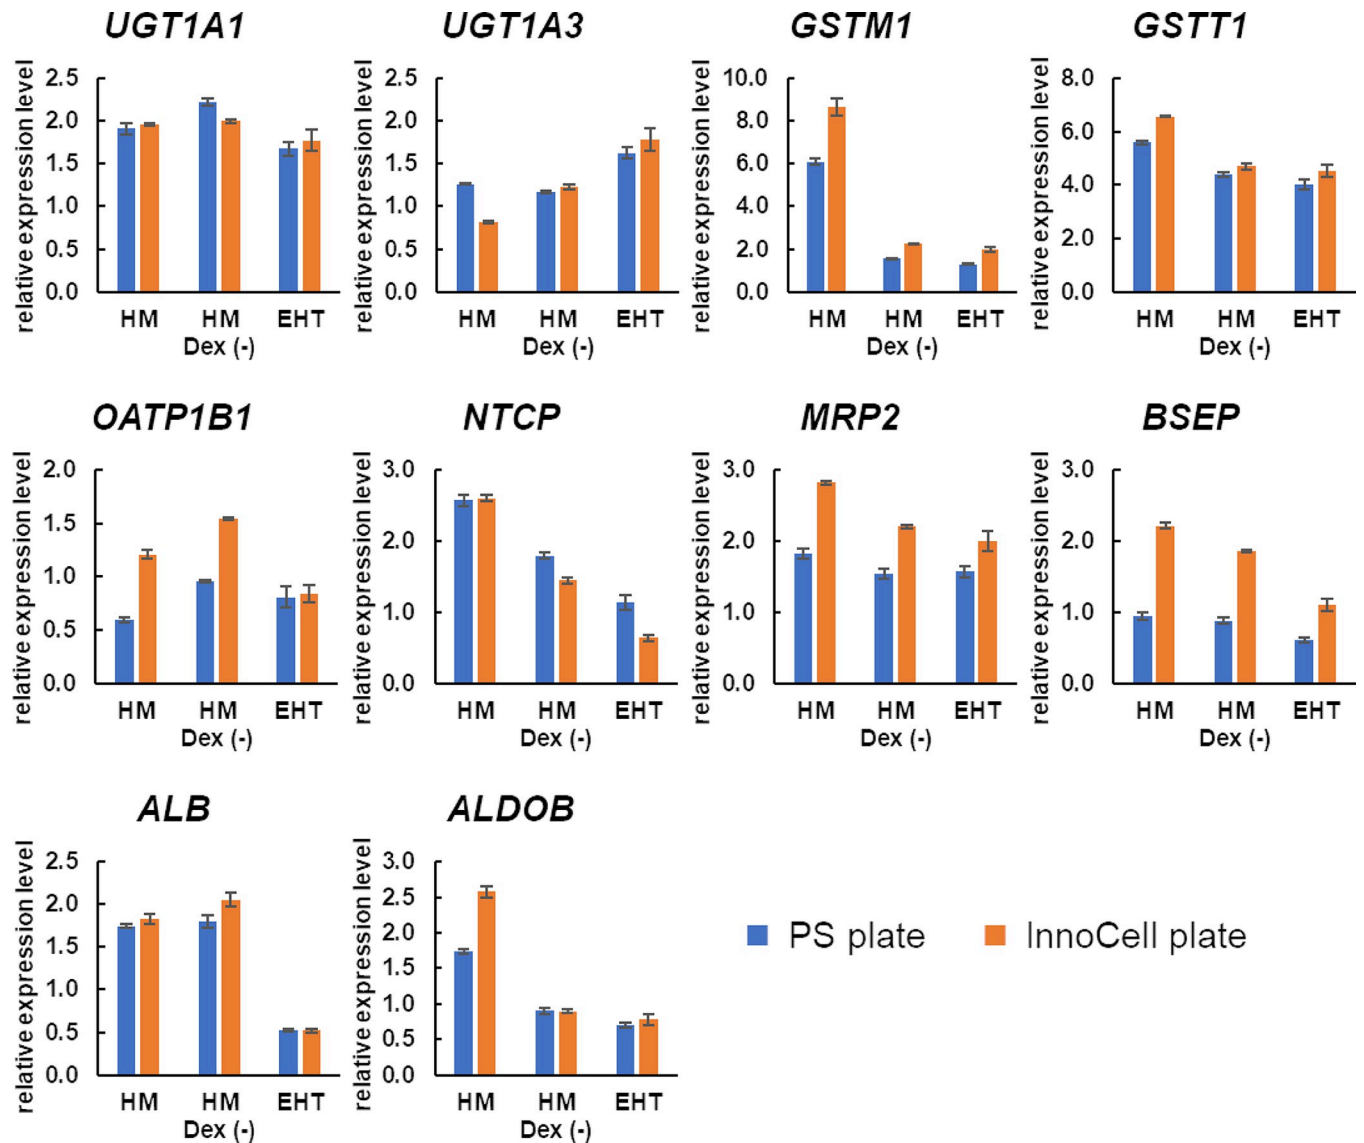 UGT1A1 UGT1A3 GSTM1 GSTT1
relative expression level relative expression level relative expression level relative expression level
2.5 2.5 10.0 8.0
2.0 2.0 8.0 6.0
1.5 1.5 6.0 4.0
1.0 1.0 4.0 2.0
0.5 0.5 2.0 0.0
0.0 0.0 0.0
HM HM EHT HM HM EHT HM HM EHT HM HM EHT
Dex (-) Dex (-) Dex (-) Dex (-)
OATP1B1 NTCP MRP2 BSEP
relative expression level relative expression level relative expression level relative expression level
2.0 3.0 3.0 3.0
1.5 2.0 2.0 2.0
1.0 1.0 1.0 1.0
0.5 0.0 0.0 0.0
0.0
HM HM EHT HM HM EHT HM HM EHT HM HM EHT
Dex (-) Dex (-) Dex (-) Dex (-)
ALB ALDOB
relative expression level relative expression level
2.5 3.0
2.0 2.5
1.5 2.0
1.0 1.5
0.5 1.0
0.0 0.5
0.0
HM HM EHT HM HM EHT
Dex (-) Dex (-)
PS plate InnoCell plate